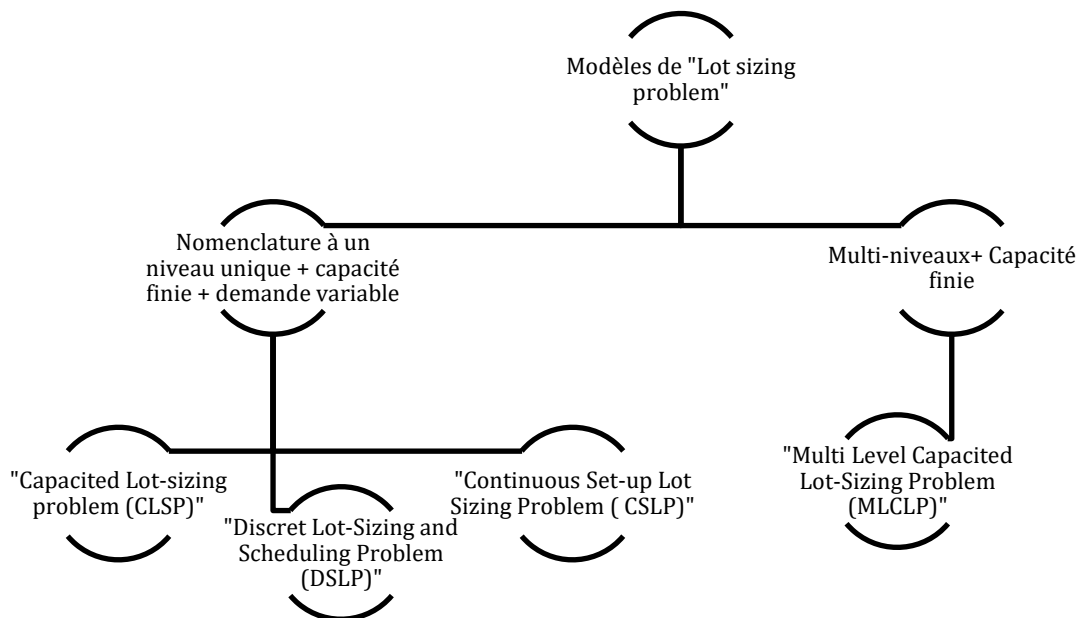 Modèles de "Lot sizing
problem"
Nomenclature à un
niveau unique + capacité
finie + demande variable
Multi-niveaux+ Capacité
finie
"Capacited Lot-sizing
problem (CLSP)"
"Discret Lot-Sizing and
Scheduling Problem
(DSLP)"
"Continuous Set-up Lot
Sizing Problem ( CSLP)"
"Multi Level Capacited
Lot-Sizing Problem
(MLCLP)"